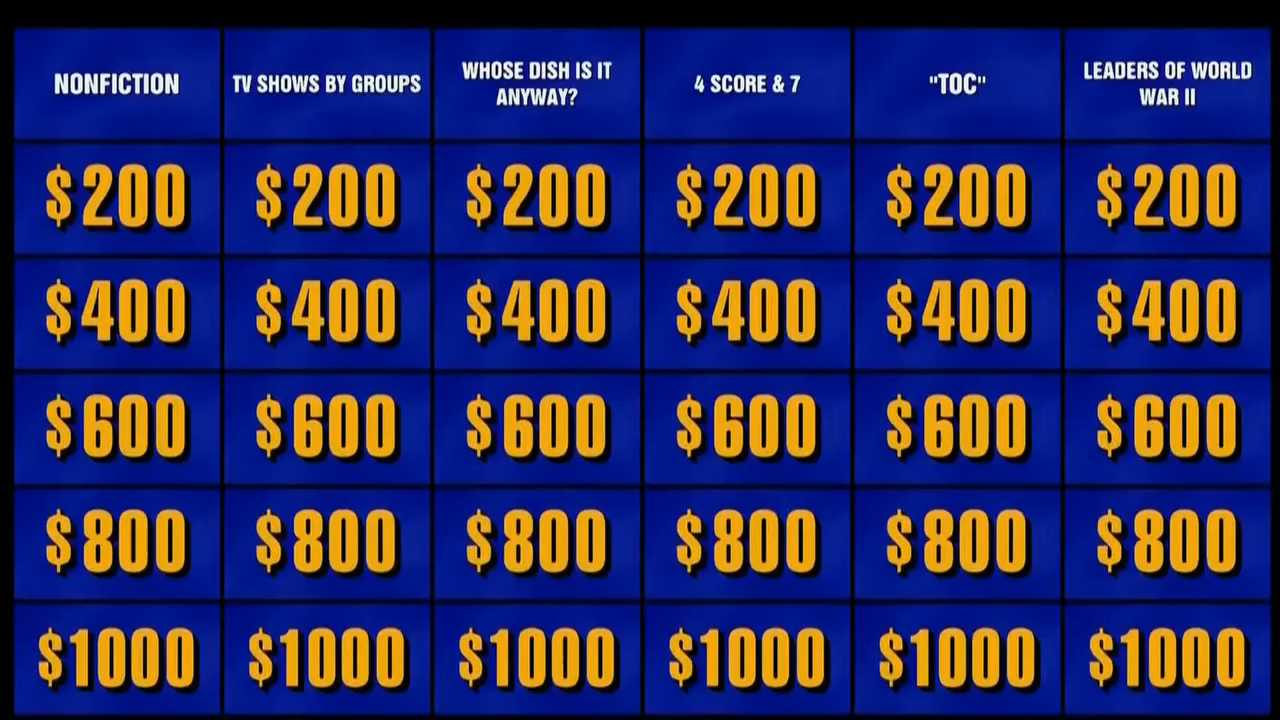 NONFICTION
TV SHOWS BY GROUPS
WHOSE DISH IS IT
ANYWAY?
4 SCORE & 7
"TOC"
LEADERS OF WORLD
WAR II
$200 $200 $200 $200 $200 $200
$400 $400 $400 $400 $400 $400
$600 $600 $600 $600 $600 $600
$800 $800 $800 $800 $800 $800
$1000 $1000 $1000 $1000 $1000 $1000